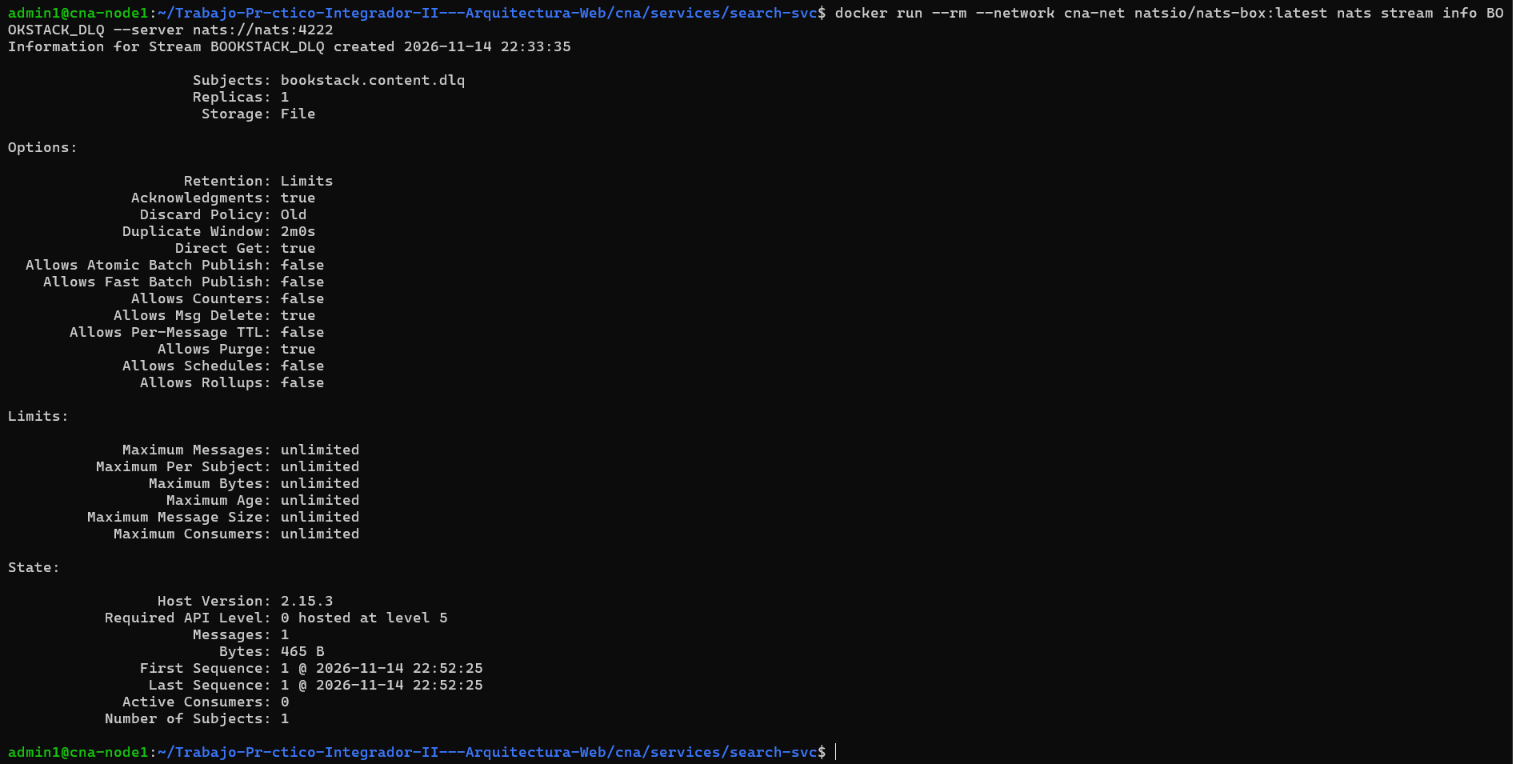 admin1@cna-node1:~/Trabajo-Pr-ctico-Integrador-II---Arquitectura-Web/cna/services/search-svc$ docker run --rm --network cna-net natsio/nats-box:latest nats stream info BO
OKSTACK_DLQ --server nats://nats:4222
Information for Stream BOOKSTACK_DLQ created 2026-11-14 22:33:35
Subjects: bookstack.content.dlq
Replicas: 1
Storage: File
Options:
Retention: Limits
Acknowledgments: true
Discard Policy: Old
Duplicate Window: 2m0s
Direct Get: true
Allows Atomic Batch Publish: false
Allows Fast Batch Publish: false
Allows Counters: false
Allows Msg Delete: true
Allows Per-Message TTL: false
Allows Purge: true
Allows Schedules: false
Allows Rollups: false
Limits:
Maximum Messages: unlimited
Maximum Per Subject: unlimited
Maximum Bytes: unlimited
Maximum Age: unlimited
Maximum Message Size: unlimited
Maximum Consumers: unlimited
State:
Host Version: 2.15.3
Required API Level: 0 hosted at level 5
Messages: 1
Bytes: 465 B
First Sequence: 1 @ 2026-11-14 22:52:25
Last Sequence: 1 @ 2026-11-14 22:52:25
Active Consumers: 0
Number of Subjects: 1
admin1@cna-node1:~/Trabajo-Pr-ctico-Integrador-II---Arquitectura-Web/cna/services/search-svc$